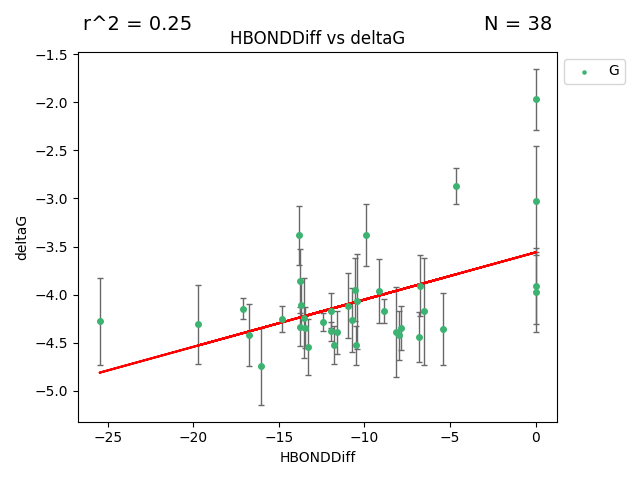 r^2 = 0.25
N = 38
HBONDDiff vs deltaG
G
−1.5
−2.0
−2.5
−3.0
−3.5
−4.0
−4.5
−5.0
deltaG
−25
−20
−15
−10
−5
0
HBONDDiff